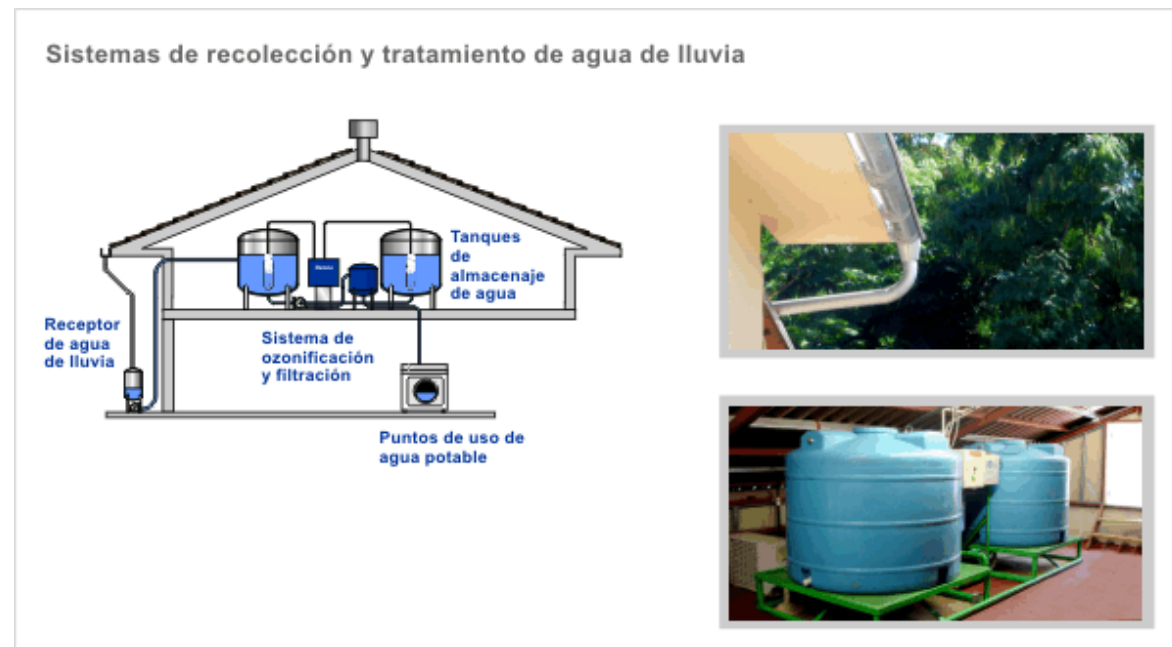 Sistemas de recolección y tratamiento de agua de lluvia
Tanques
de
almacenaje
de agua
Receptor
de agua
de lluvia
Sistema de
ozonificación
y filtración
Puntos de uso de
agua potable